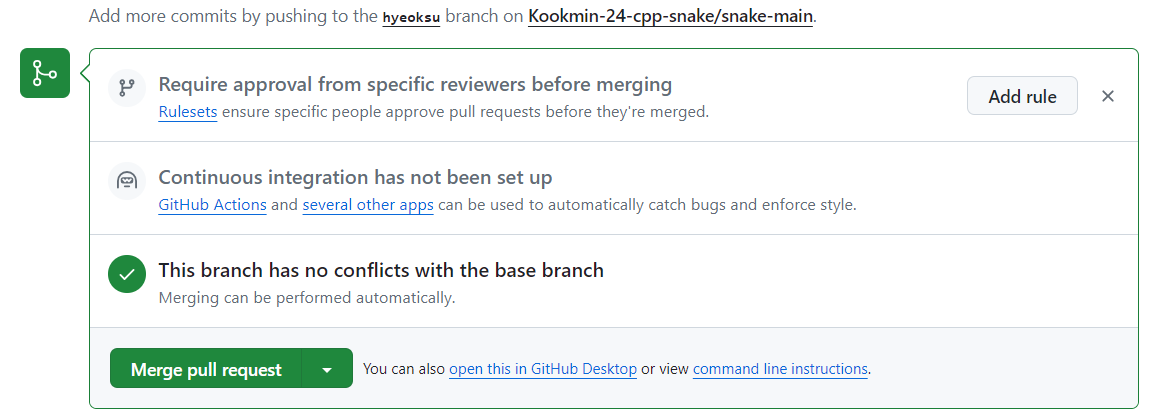 Add more commits by pushing to the hyeoksu branch on Kookmin-24-cpp-snake/snake-main.
Require approval from specific reviewers before merging
Rulesets ensure specific people approve pull requests before they're merged.
Add rule
Continuous integration has not been set up
GitHub Actions and several other apps can be used to automatically catch bugs and enforce style.
This branch has no conflicts with the base branch
Merging can be performed automatically.
Merge pull request
You can also open this in GitHub Desktop or view command line instructions.